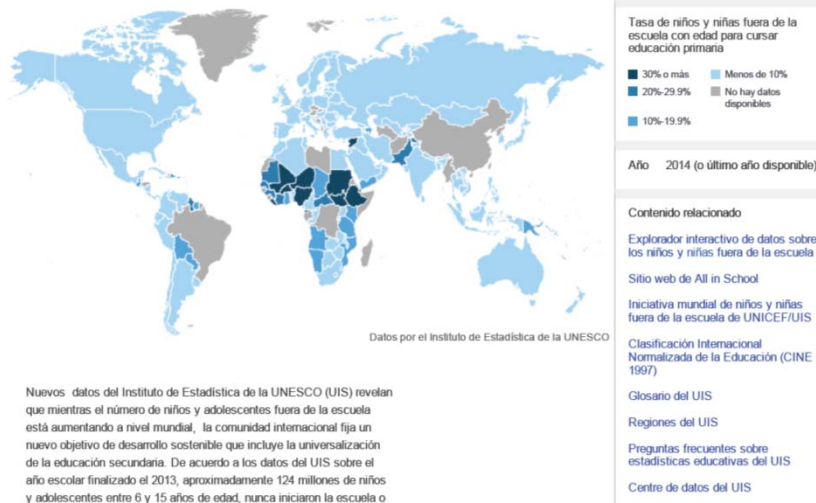 Tasa de niños y niñas fuera de la
escuela con edad para cursar
educación primaria
30% o más
Menos de 10%
20%-29.9%
No hay datos
disponibles
10%-19.9%
Año 2014 (o último año disponible)
Contenido relacionado
Explorador interactivo de datos sobre
los niños y niñas fuera de la escuela
Sitio web de All in School
Iniciativa mundial de niños y niñas
fuera de la escuela de UNICEF/UIS
Clasificación Internacional
Normalizada de la Educación (CINE
1997)
Glosario del UIS
Regiones del UIS
Preguntas frecuentes sobre
estadísticas educativas del UIS
Centre de datos del UIS
Datos por el Instituto de Estadística de la UNESCO
Nuevos datos del Instituto de Estadística de la UNESCO (UIS) revelan
que mientras el número de niños y adolescentes fuera de la escuela
está aumentando a nivel mundial, la comunidad internacional fija un
nuevo objetivo de desarrollo sostenible que incluye la universalización
de la educación secundaria. De acuerdo a los datos del UIS sobre el
año escolar finalizado el 2013, aproximadamente 124 millones de niños
y adolescentes entre 6 y 15 años de edad, nunca iniciaron la escuela o